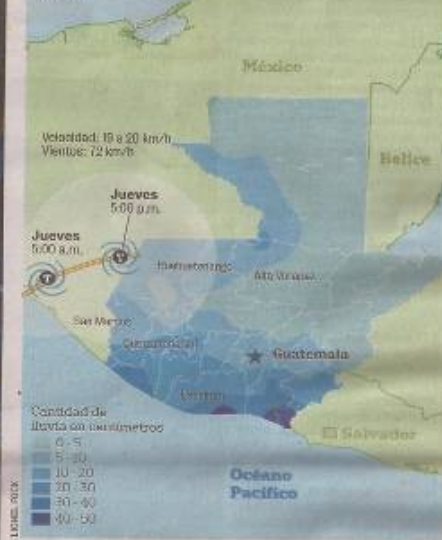 México
Velocidad: 19 a 20 km/h
Vientos: 72 km/h
Belice
Jueves
5:00 p.m.
Jueves
5:00 a.m.
Huehuetenango
Alta Verapaz
San Marcos
Guatemala
Cantidad de
lluvia en centímetros
0 - 5
5 - 10
10 - 20
20 - 30
30 - 40
40 - 50
El Salvador
Océano
Pacífico